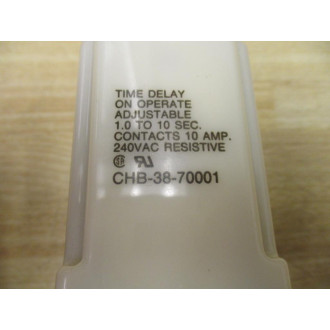 TIME DELAY
ON OPERATE
ADJUSTABLE
1.0 TO 10 SEC.
CONTACTS 10 AMP.
240VAC RESISTIVE
CHB-38-70001